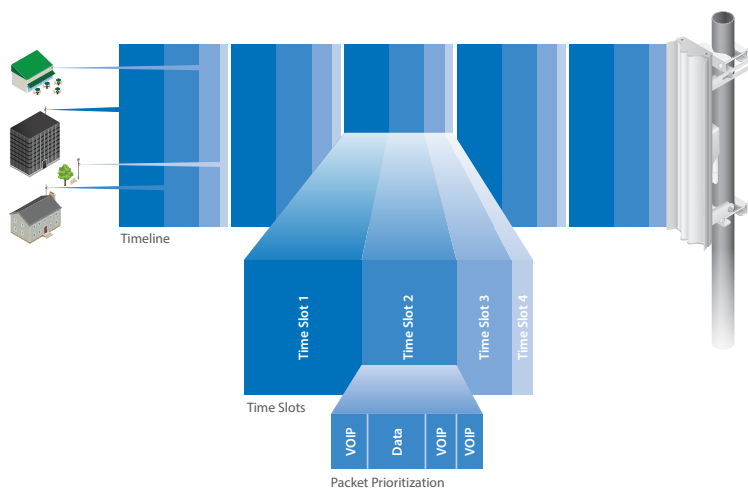 Timeline
Time Slot 1
Time Slot 2
Time Slot 3
Time Slot 4
Time Slots
VOIP
Data
VOIP
VOIP
Packet Prioritization